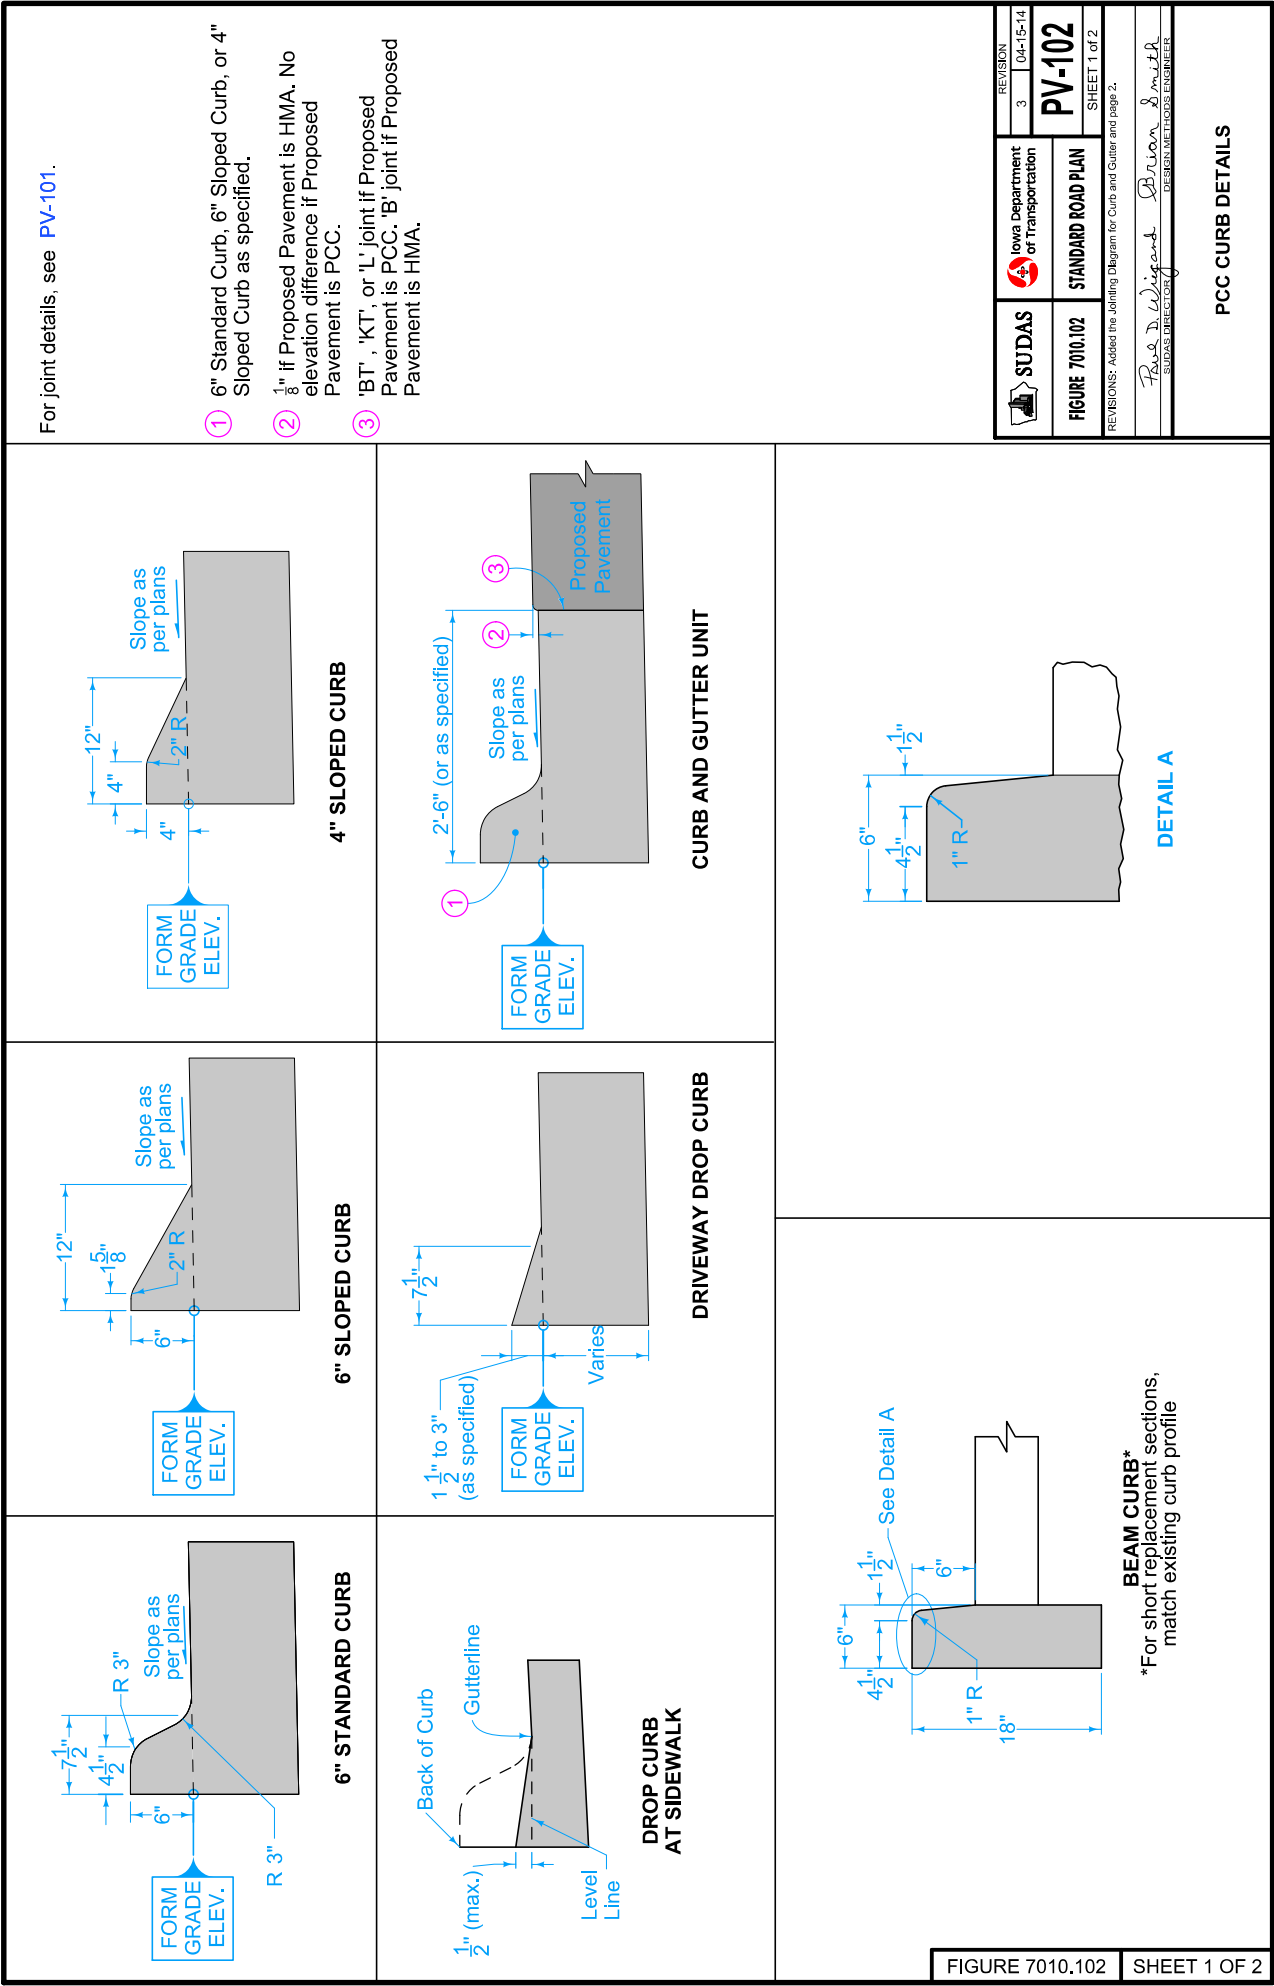 FORM
GRADE
ELEV.
6"
7 1/2"
4 1/2"
R 3"
R 3"
Slope as
per plans
6" STANDARD CURB
FORM
GRADE
ELEV.
6"
12"
1 5/8"
2" R
Slope as
per plans
6" SLOPED CURB
FORM
GRADE
ELEV.
4"
12"
4"
2" R
Slope as
per plans
4" SLOPED CURB
Back of Curb
Gutterline
1/2" (max.)
Level
Line
DROP CURB
AT SIDEWALK
7 1/2"
1 1/2" to 3"
(as specified)
FORM
GRADE
ELEV.
Varies
DRIVEWAY DROP CURB
1
2'-6" (or as specified)
Slope as
per plans
2
3
Proposed
Pavement
FORM
GRADE
ELEV.
CURB AND GUTTER UNIT
6"
4 1/2"
1 1/2"
See Detail A
6"
1" R
18"
BEAM CURB*
*For short replacement sections,
match existing curb profile
6"
4 1/2"
1 1/2"
1" R
DETAIL A
For joint details, see PV-101.
1 6" Standard Curb, 6" Sloped Curb, or 4"
Sloped Curb as specified.
2 1/8" if Proposed Pavement is HMA. No
elevation difference if Proposed
Pavement is PCC.
3 'BT' , 'KT', or 'L' joint if Proposed
Pavement is PCC. 'B' joint if Proposed
Pavement is HMA.
SUDAS
Iowa Department
of Transportation
REVISION
3 04-15-14
FIGURE 7010.102
STANDARD ROAD PLAN
PV-102
SHEET 1 of 2
REVISIONS: Added the Jointing Diagram for Curb and Gutter and page 2.
Paul D. Wiegand
Brian Smith
SUDAS DIRECTOR
DESIGN METHODS ENGINEER
PCC CURB DETAILS
FIGURE 7010.102
SHEET 1 OF 2